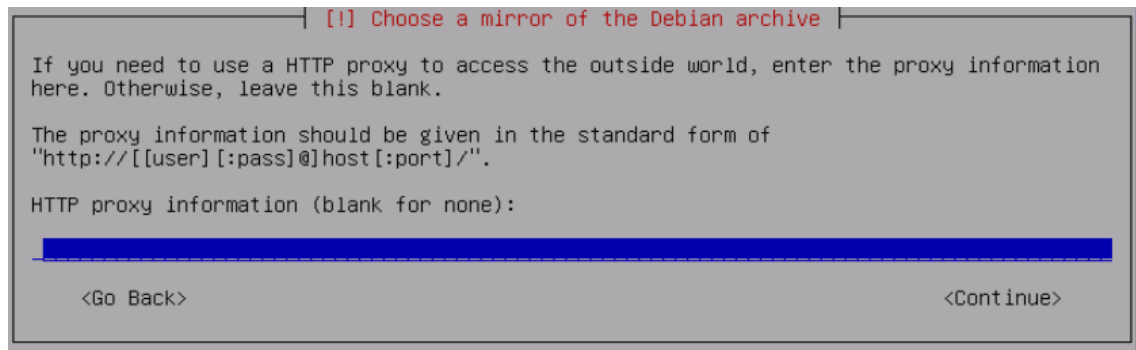 [!] Choose a mirror of the Debian archive
If you need to use a HTTP proxy to access the outside world, enter the proxy information
here. Otherwise, leave this blank.
The proxy information should be given in the standard form of
"http://[[user][:pass]@]host[:port]/".
HTTP proxy information (blank for none):
<Go Back> <Continue>